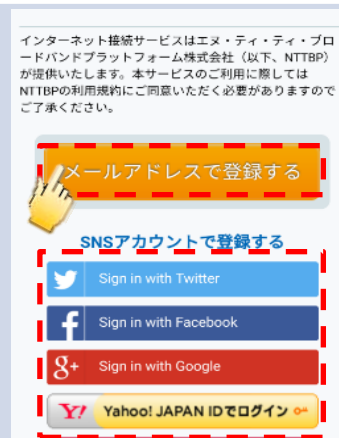 インターネット接続サービスはエヌ・ティ・ティ・ブロ
ードバンドプラットフォーム株式会社（以下、NTTBP）
が提供いたします。本サービスのご利用に際しては
NTTBPの利用規約にご同意いただく必要がありますので
ご了承ください。
メールアドレスで登録する
SNSアカウントで登録する
Sign in with Twitter
f Sign in with Facebook
g+ Sign in with Google
Y! Yahoo! JAPAN IDでログイン